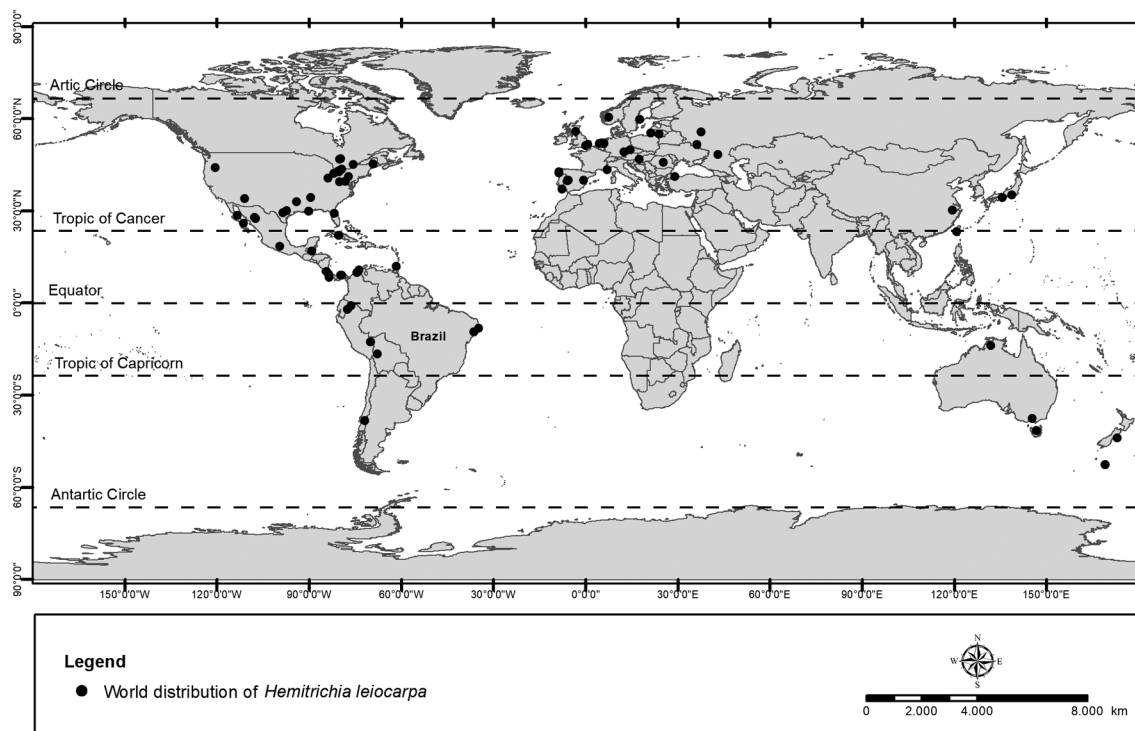 90°0'0"N
60°0'0"N
30°0'0"N
0°0'0"
30°0'0"S
60°0'0"S
90°0'0"S
Artic Circle
Tropic of Cancer
Equator
Brazil
Tropic of Capricorn
Antartic Circle
150°0'0"W 120°0'0"W 90°0'0"W 60°0'0"W 30°0'0"W 0°0'0" 30°0'0"E 60°0'0"E 90°0'0"E 120°0'0"E 150°0'0"E
Legend
World distribution of Hemitrichia leiocarpa
N
W E
S
0 2.000 4.000 8.000 km